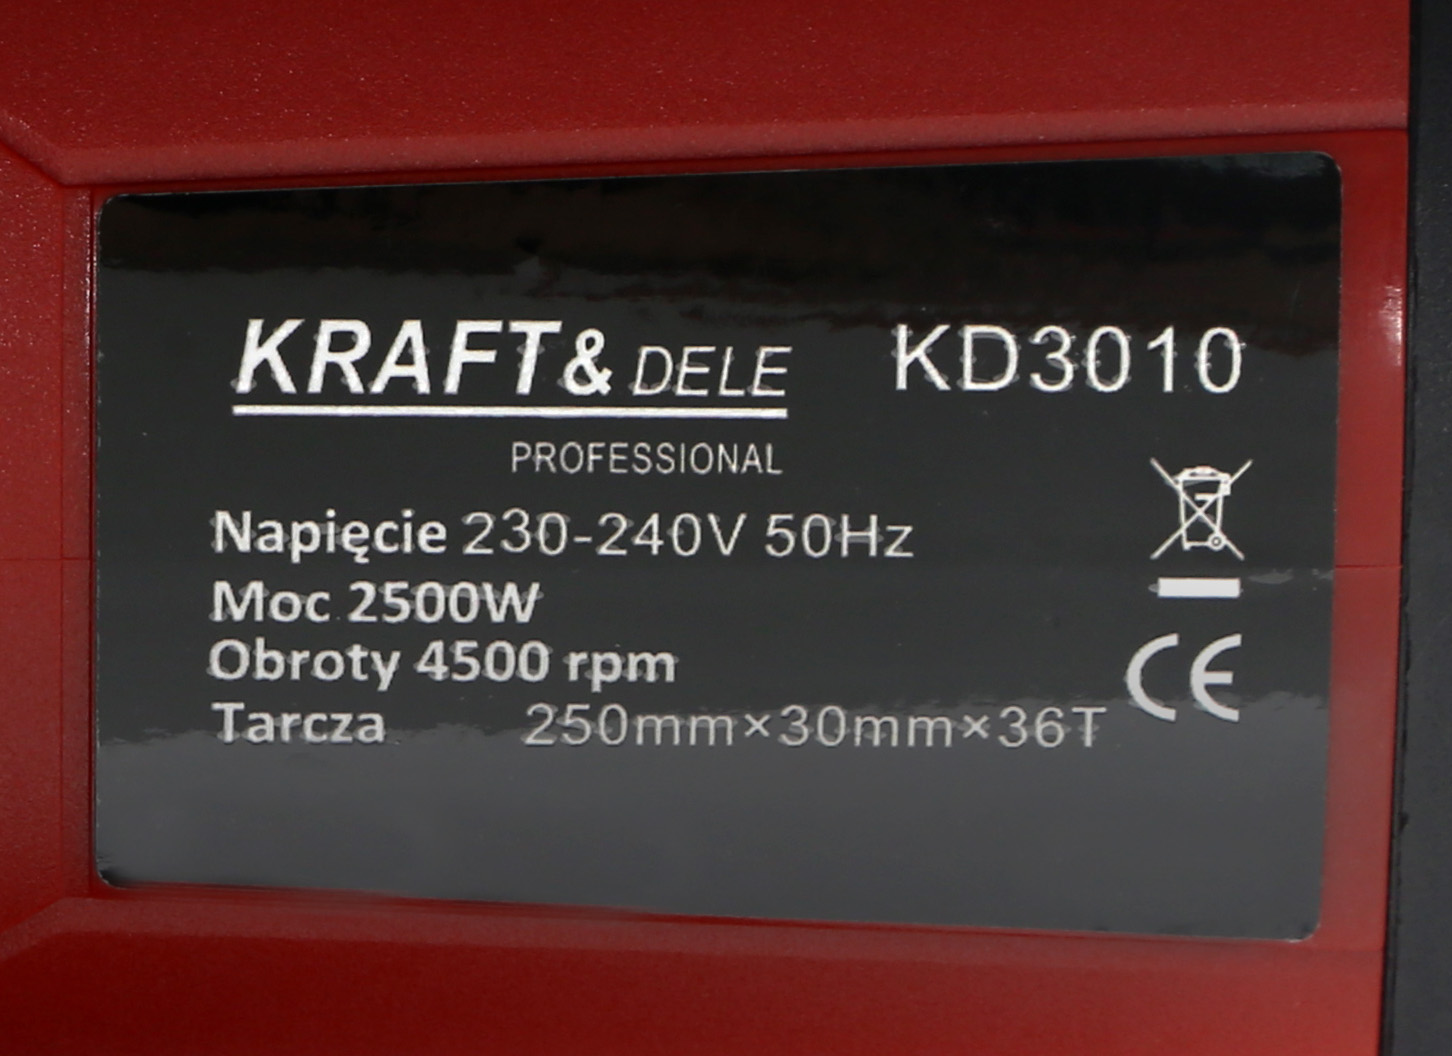 KRAFT& DELE KD3010
PROFESSIONAL
Napięcie 230-240V 50Hz
Moc 2500W
Obroty 4500 rpm
Tarcza 250mm×30mm×36T
CE